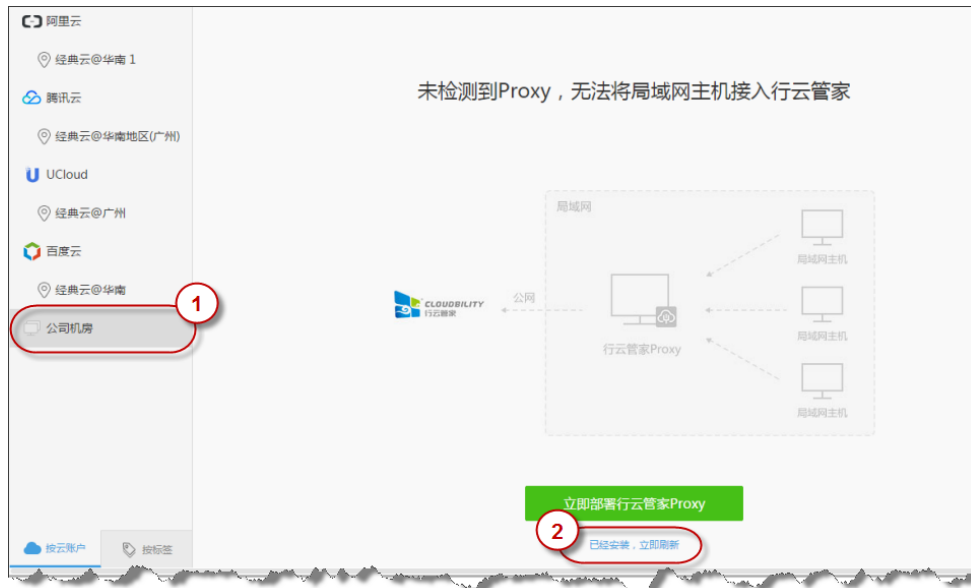 阿里云
经典云@华南 1
腾讯云
经典云@华南地区(广州)
UCloud
经典云@广州
百度云
经典云@华南
1
公司机房
按云账户
按标签
未检测到Proxy，无法将局域网主机接入行云管家
局域网
局域网主机
CLOUDBILITY
行云管家
公网
局域网主机
行云管家Proxy
局域网主机
立即部署行云管家Proxy
2
已经安装，立即刷新